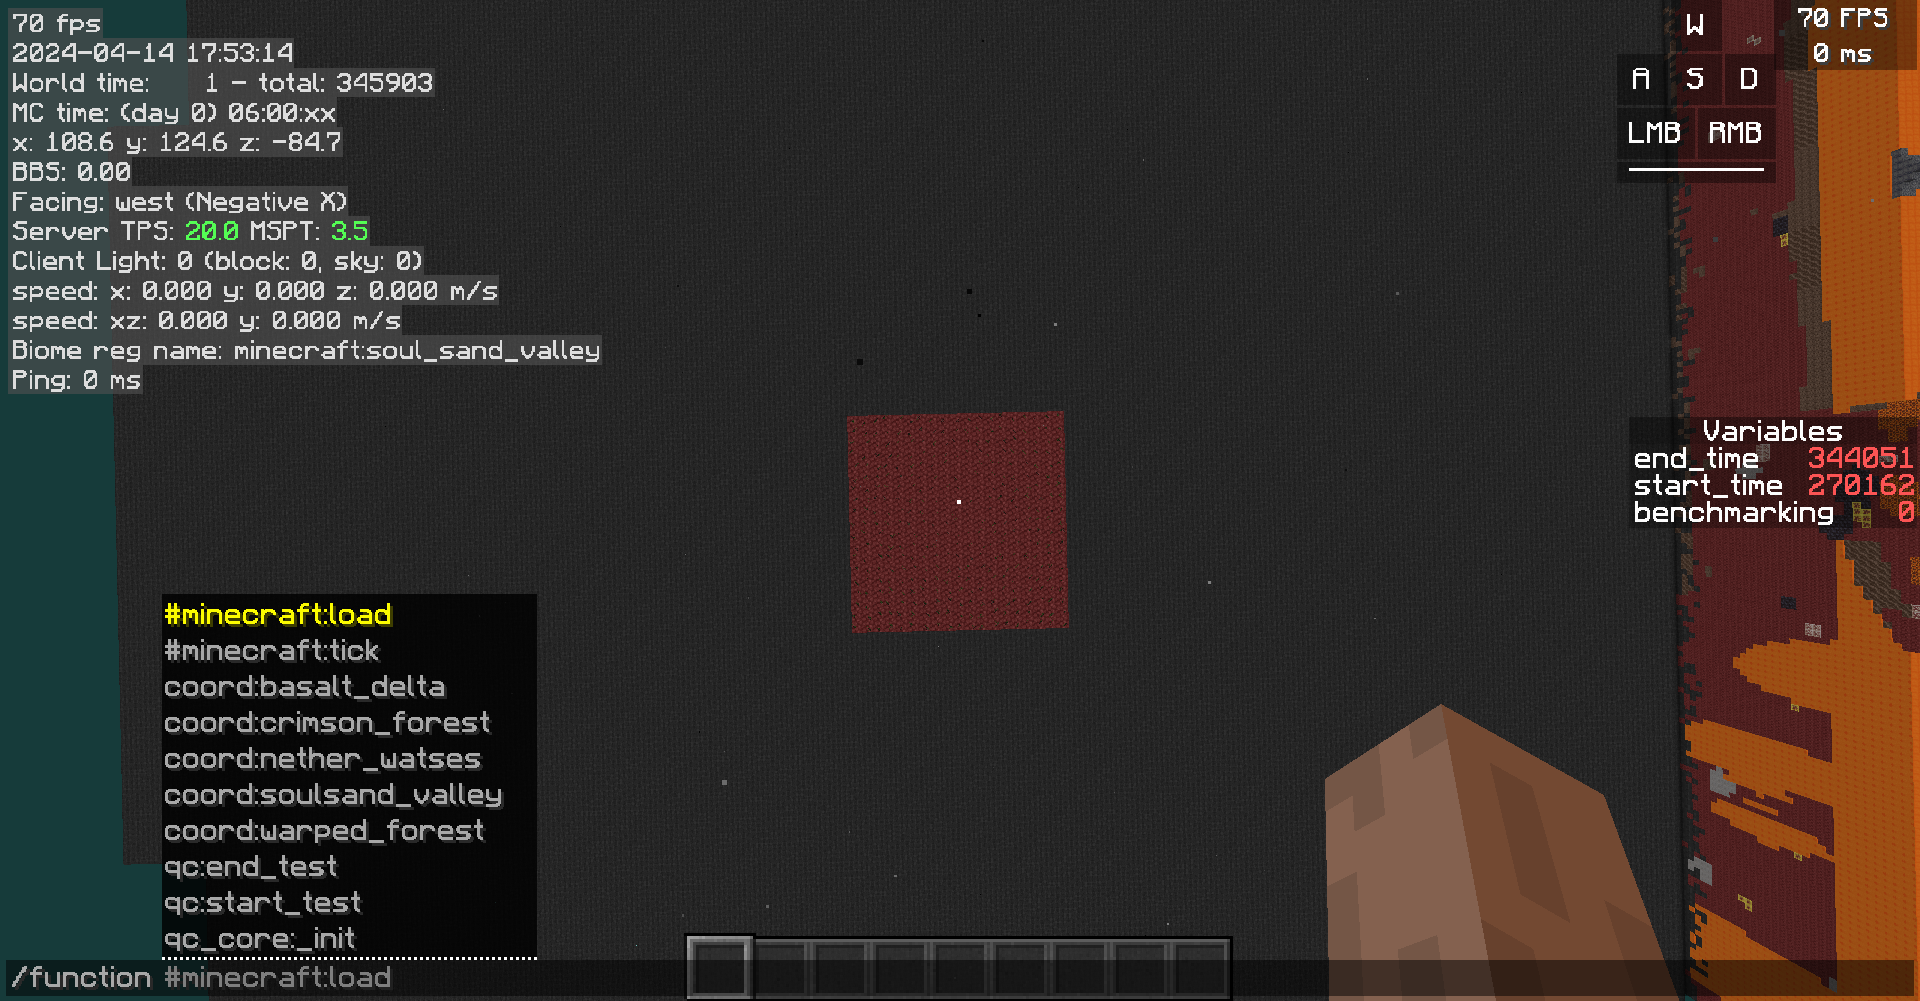 70 fps
2024-04-14 17:53:14
World time:    1 - total: 345903
MC time: (day 0) 06:00:xx
x: 108.6 y: 124.6 z: -84.7
BBS: 0.00
Facing: west (Negative X)
Server TPS: 20.0 MSPT: 3.5
Client Light: 0 (block: 0, sky: 0)
speed: x: 0.000 y: 0.000 z: 0.000 m/s
speed: xz: 0.000 y: 0.000 m/s
Biome reg name: minecraft:soul_sand_valley
Ping: 0 ms
W
A S D
LMB RMB
70 FPS
0 ms
Variables
end_time 344051
start_time 270162
benchmarking 0
#minecraft:load
#minecraft:tick
coord:basalt_delta
coord:crimson_forest
coord:nether_watses
coord:soulsand_valley
coord:warped_forest
qc:end_test
qc:start_test
qc_core:_init
/function #minecraft:load